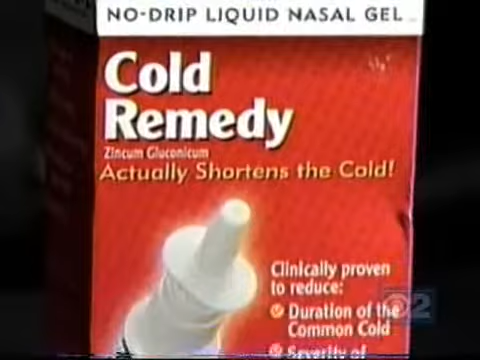 NO-DRIP LIQUID NASAL GEL
Cold
Remedy
Zincum Gluconicum
Actually Shortens the Cold!
Clinically proven
to reduce:
Duration of the
Common Cold
Severity of
2